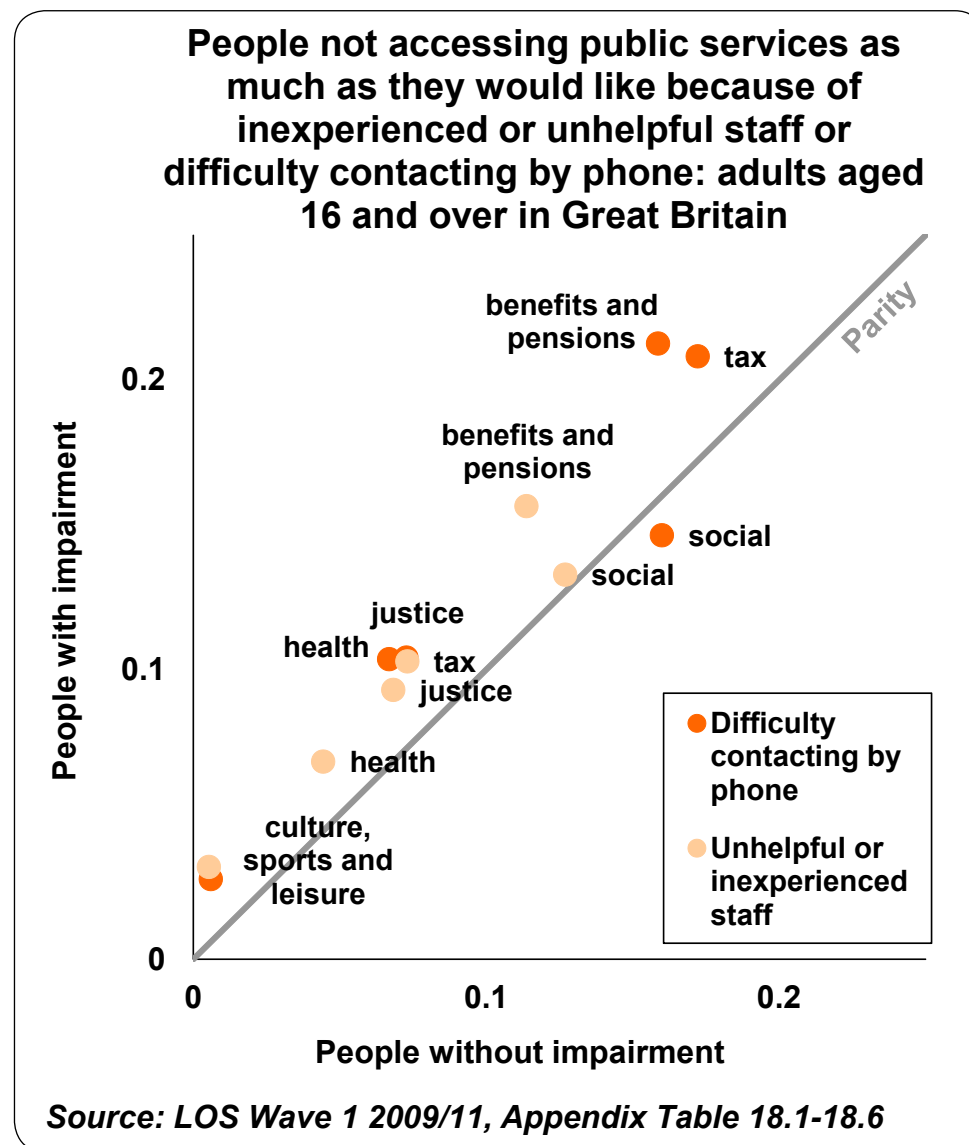 People not accessing public services as
much as they would like because of
inexperienced or unhelpful staff or
difficulty contacting by phone: adults aged
16 and over in Great Britain
benefits and
pensions
tax
Parity
0.2
benefits and
pensions
social
social
justice
health
tax
0.1
justice
health
culture,
sports and
leisure
Difficulty
contacting by
phone
Unhelpful or
inexperienced
staff
0
0
0.1
0.2
People with impairment
People without impairment
Source: LOS Wave 1 2009/11, Appendix Table 18.1-18.6